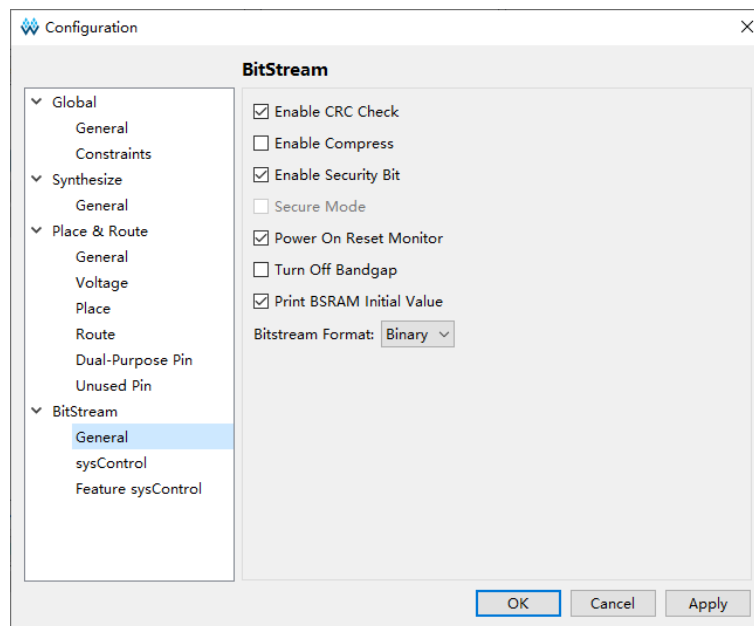 Configuration
BitStream
Global
General
Constraints
Synthesize
General
Place & Route
General
Voltage
Place
Route
Dual-Purpose Pin
Unused Pin
BitStream
General
sysControl
Feature sysControl
Enable CRC Check
Enable Compress
Enable Security Bit
Secure Mode
Power On Reset Monitor
Turn Off Bandgap
Print BSRAM Initial Value
Bitstream Format: Binary
OK Cancel Apply